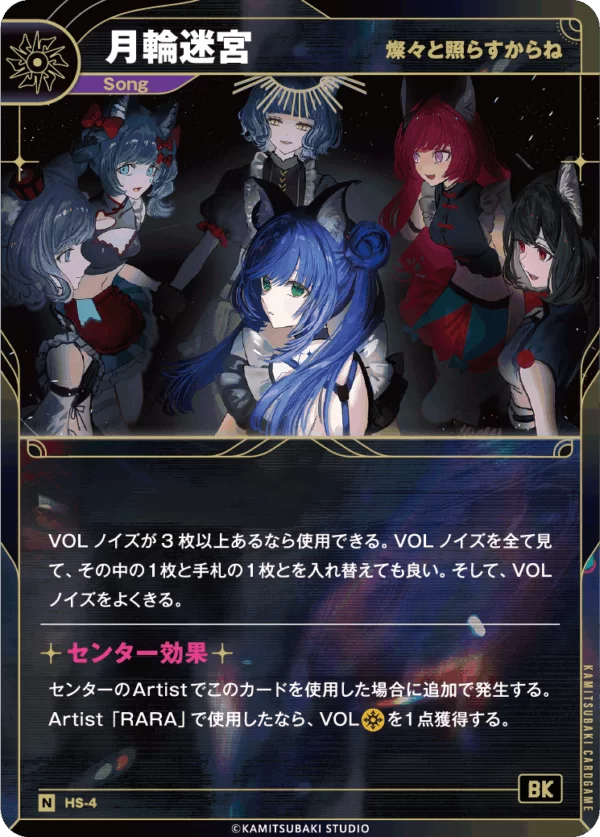 月輪迷宮
燦々と照らすからね
Song
VOL ノイズが3枚以上あるなら使用できる。VOL ノイズを全て見
て、その中の1枚と手札の1枚とを入れ替えても良い。そして、VOL
ノイズをよくきる。
センター効果
センターのArtistでこのカードを使用した場合に追加で発生する。
Artist「RARA」で使用したなら、VOLを1点獲得する。
KAMITSUBAKI CARDGAME
BK
N HS-4
©KAMITSUBAKI STUDIO